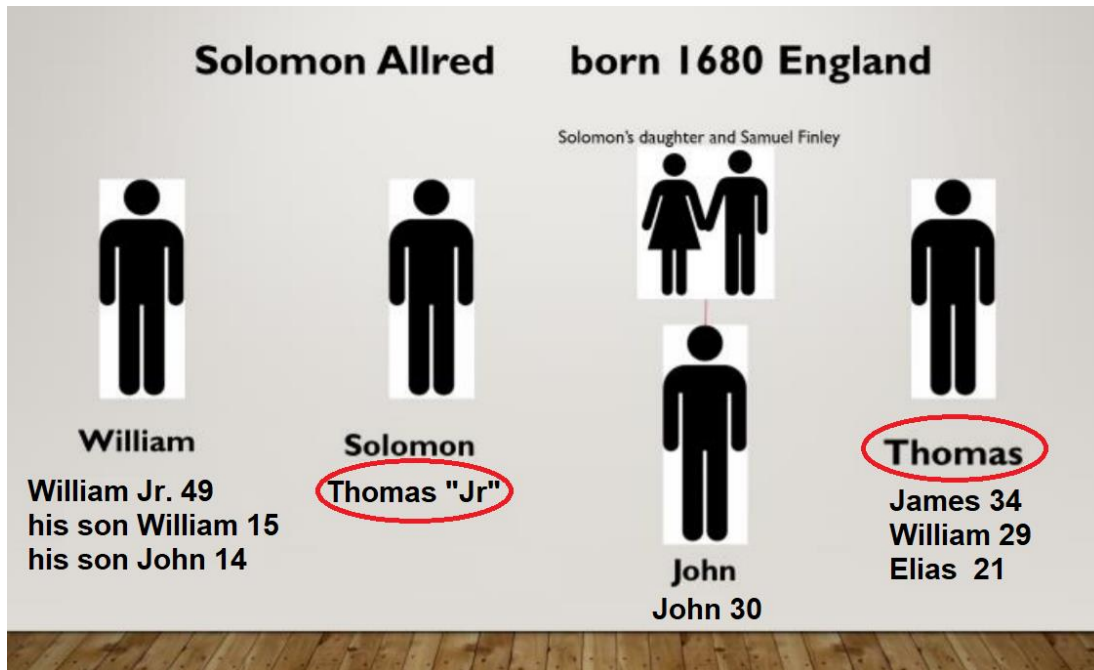 Solomon Allred born 1680 England
Solomon's daughter and Samuel Finley
William
William Jr. 49
his son William 15
his son John 14
Solomon
Thomas "Jr"
John
John 30
Thomas
James 34
William 29
Elias 21